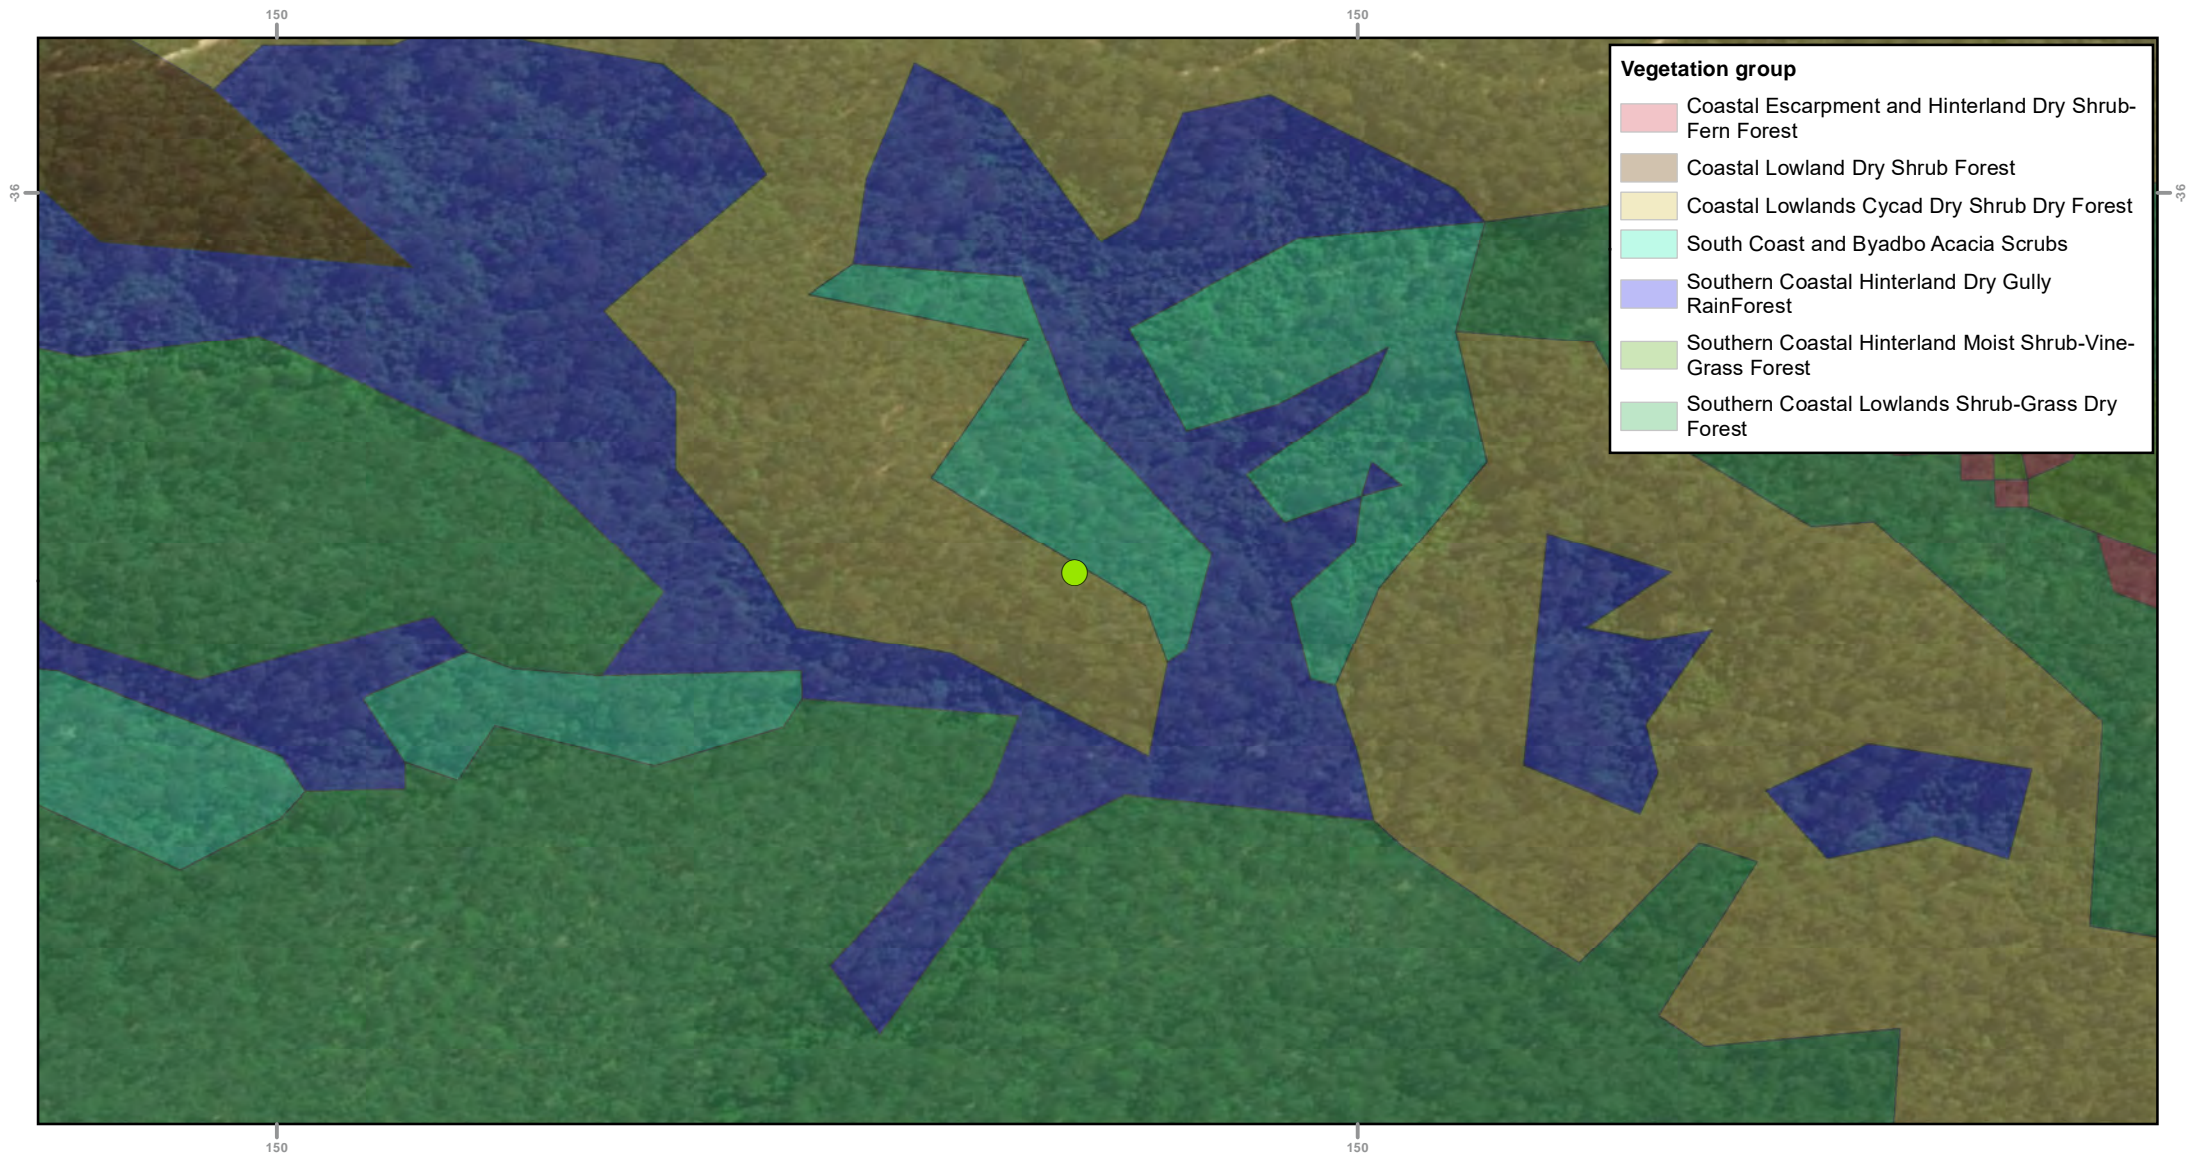 150
150
-36
-36
Vegetation group
Coastal Escarpment and Hinterland Dry Shrub-
Fern Forest
Coastal Lowland Dry Shrub Forest
Coastal Lowlands Cycad Dry Shrub Dry Forest
South Coast and Byadbo Acacia Scrubs
Southern Coastal Hinterland Dry Gully
RainForest
Southern Coastal Hinterland Moist Shrub-Vine-
Grass Forest
Southern Coastal Lowlands Shrub-Grass Dry
Forest
150
150